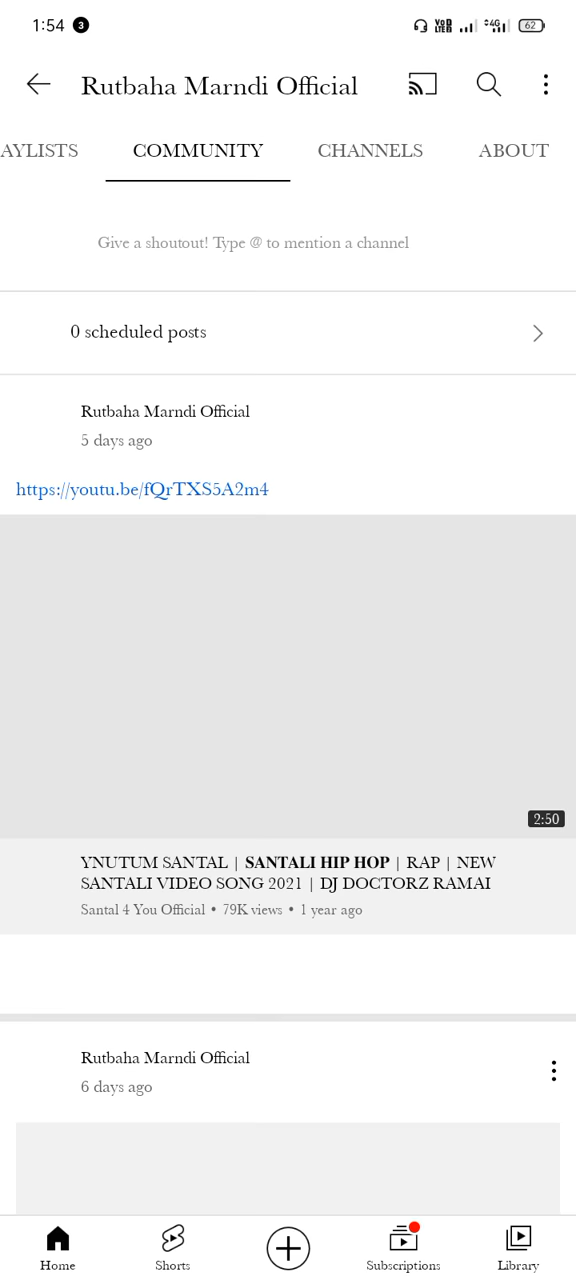 1:54 3 VoD LTE2 4G 62
Rutbaha Marndi Official
AYLISTS COMMUNITY CHANNELS ABOUT
Give a shoutout! Type @ to mention a channel
0 scheduled posts
Rutbaha Marndi Official
5 days ago
https://youtu.be/fQrTXS5A2m4
2:50
YNUTUM SANTAL | SANTALI HIP HOP | RAP | NEW
SANTALI VIDEO SONG 2021 | DJ DOCTORZ RAMAI
Santal 4 You Official • 79K views • 1 year ago
Rutbaha Marndi Official
6 days ago
Home Shorts Subscriptions Library